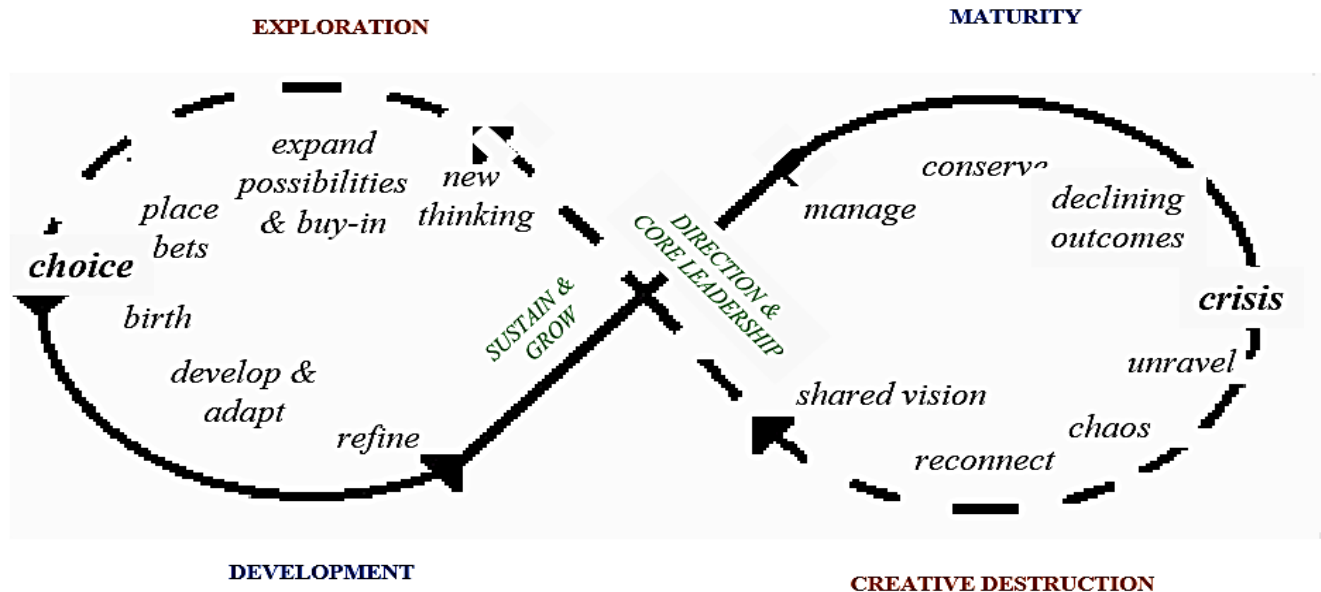 EXPLORATION
MATURITY
expand
possibilities
& buy-in
new
thinking
place
bets
choice
birth
develop &
adapt
refine
SUSTAIN &
GROW
DIRECTION &
CORE LEADERSHIP
conserve
manage
declining
outcomes
crisis
unravel
chaos
reconnect
shared vision
DEVELOPMENT
CREATIVE DESTRUCTION